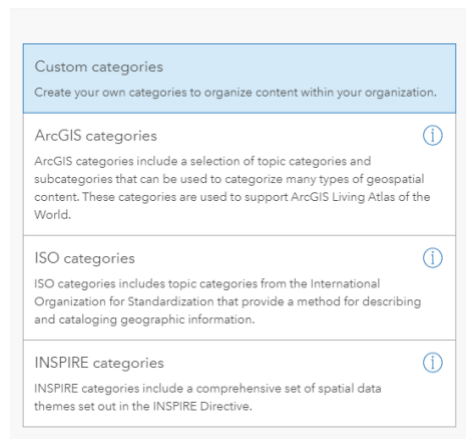 Custom categories
Create your own categories to organize content within your organization.
ArcGIS categories
ArcGIS categories include a selection of topic categories and
subcategories that can be used to categorize many types of geospatial
content. These categories are used to support ArcGIS Living Atlas of the
World.
ISO categories
ISO categories includes topic categories from the International
Organization for Standardization that provide a method for describing
and cataloging geographic information.
INSPIRE categories
INSPIRE categories include a comprehensive set of spatial data
themes set out in the INSPIRE Directive.